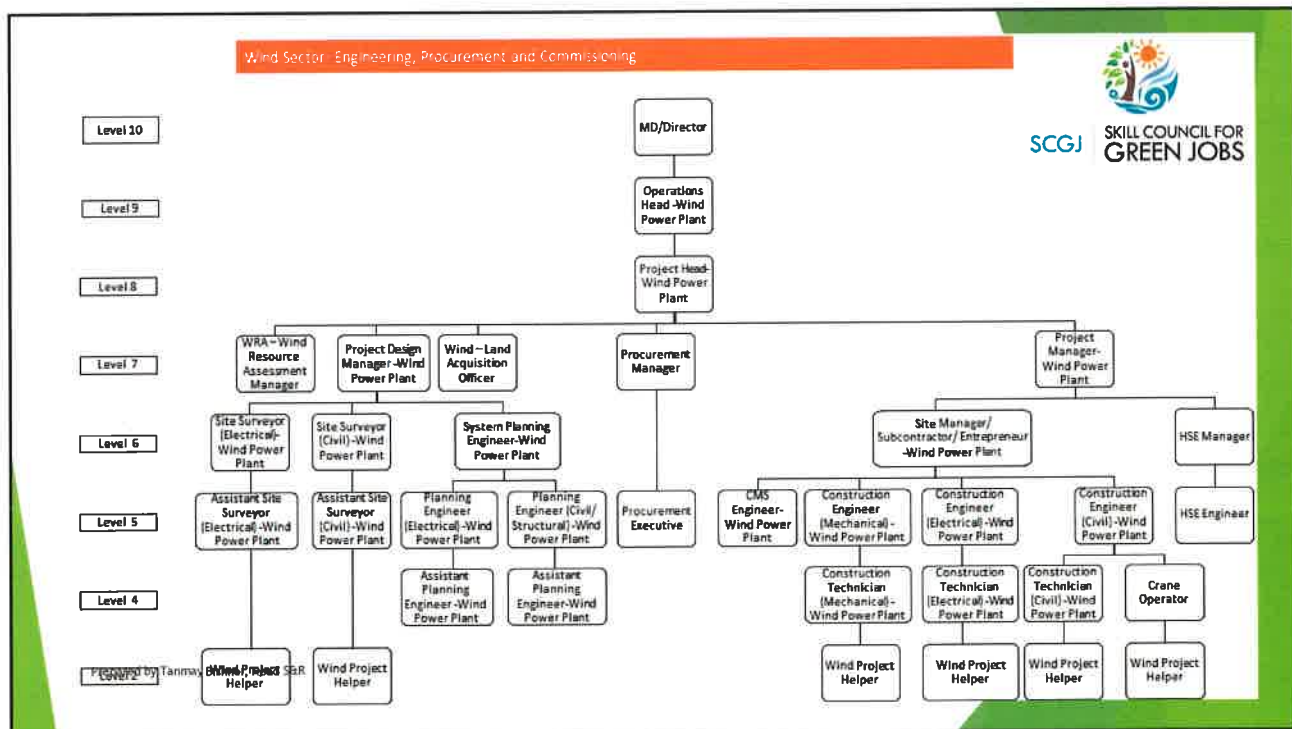 Wind Sector: Engineering, Procurement and Commissioning
SCGJ
SKILL COUNCIL FOR
GREEN JOBS
Level 10
MD/Director
Level 9
Operations
Head -Wind
Power Plant
Level 8
Project Head-
Wind Power
Plant
Level 7
WRA – Wind
Resource
Assessment
Manager
Project Design
Manager -Wind
Power Plant
Wind – Land
Acquisition
Officer
Procurement
Manager
Project
Manager-
Wind Power
Plant
Level 6
Site Surveyor
(Electrical)-
Wind Power
Plant
Site Surveyor
(Civil) -Wind
Power Plant
System Planning
Engineer-Wind
Power Plant
Site Manager/
Subcontractor/ Entrepreneur
-Wind Power Plant
HSE Manager
Level 5
Assistant Site
Surveyor
(Electrical) -Wind
Power Plant
Assistant Site
Surveyor
(Civil) -Wind
Power Plant
Planning
Engineer
(Electrical) -Wind
Power Plant
Planning
Engineer (Civil/
Structural) -Wind
Power Plant
Procurement
Executive
CMS
Engineer-
Wind Power
Plant
Construction
Engineer
(Mechanical) -
Wind Power Plant
Construction
Engineer
(Electrical) -Wind
Power Plant
Construction
Engineer
(Civil) -Wind
Power Plant
HSE Engineer
Level 4
Assistant
Planning
Engineer -Wind
Power Plant
Assistant
Planning
Engineer -Wind
Power Plant
Construction
Technician
(Mechanical) -
Wind Power Plant
Construction
Technician
(Electrical) -Wind
Power Plant
Construction
Technician
(Civil) -Wind
Power Plant
Crane
Operator
Level 2
Prepared by Tanmay S&R
Wind Project
Helper
Wind Project
Helper
Wind Project
Helper
Wind Project
Helper
Wind Project
Helper
Wind Project
Helper